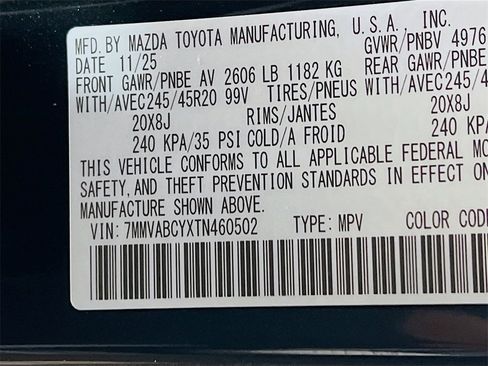 MFD. BY MAZDA TOYOTA MANUFACTURING, U.S.A., INC.
DATE 11/25 GVWR/PNBV 4976
FRONT GAWR/PNBE AV 2606 LB 1182 KG REAR GAWR/PNBE
WITH/AVEC245/45R20 99V TIRES/PNEUS WITH/AVEC245/4
20X8J RIMS/JANTES 20X8J
240 KPA/35 PSI COLD/A FROID 240 KPA
THIS VEHICLE CONFORMS TO ALL APPLICABLE FEDERAL MO
SAFETY, AND THEFT PREVENTION STANDARDS IN EFFECT ON
MANUFACTURE SHOWN ABOVE.
VIN: 7MMVABCYXTN460502 TYPE: MPV COLOR CODE